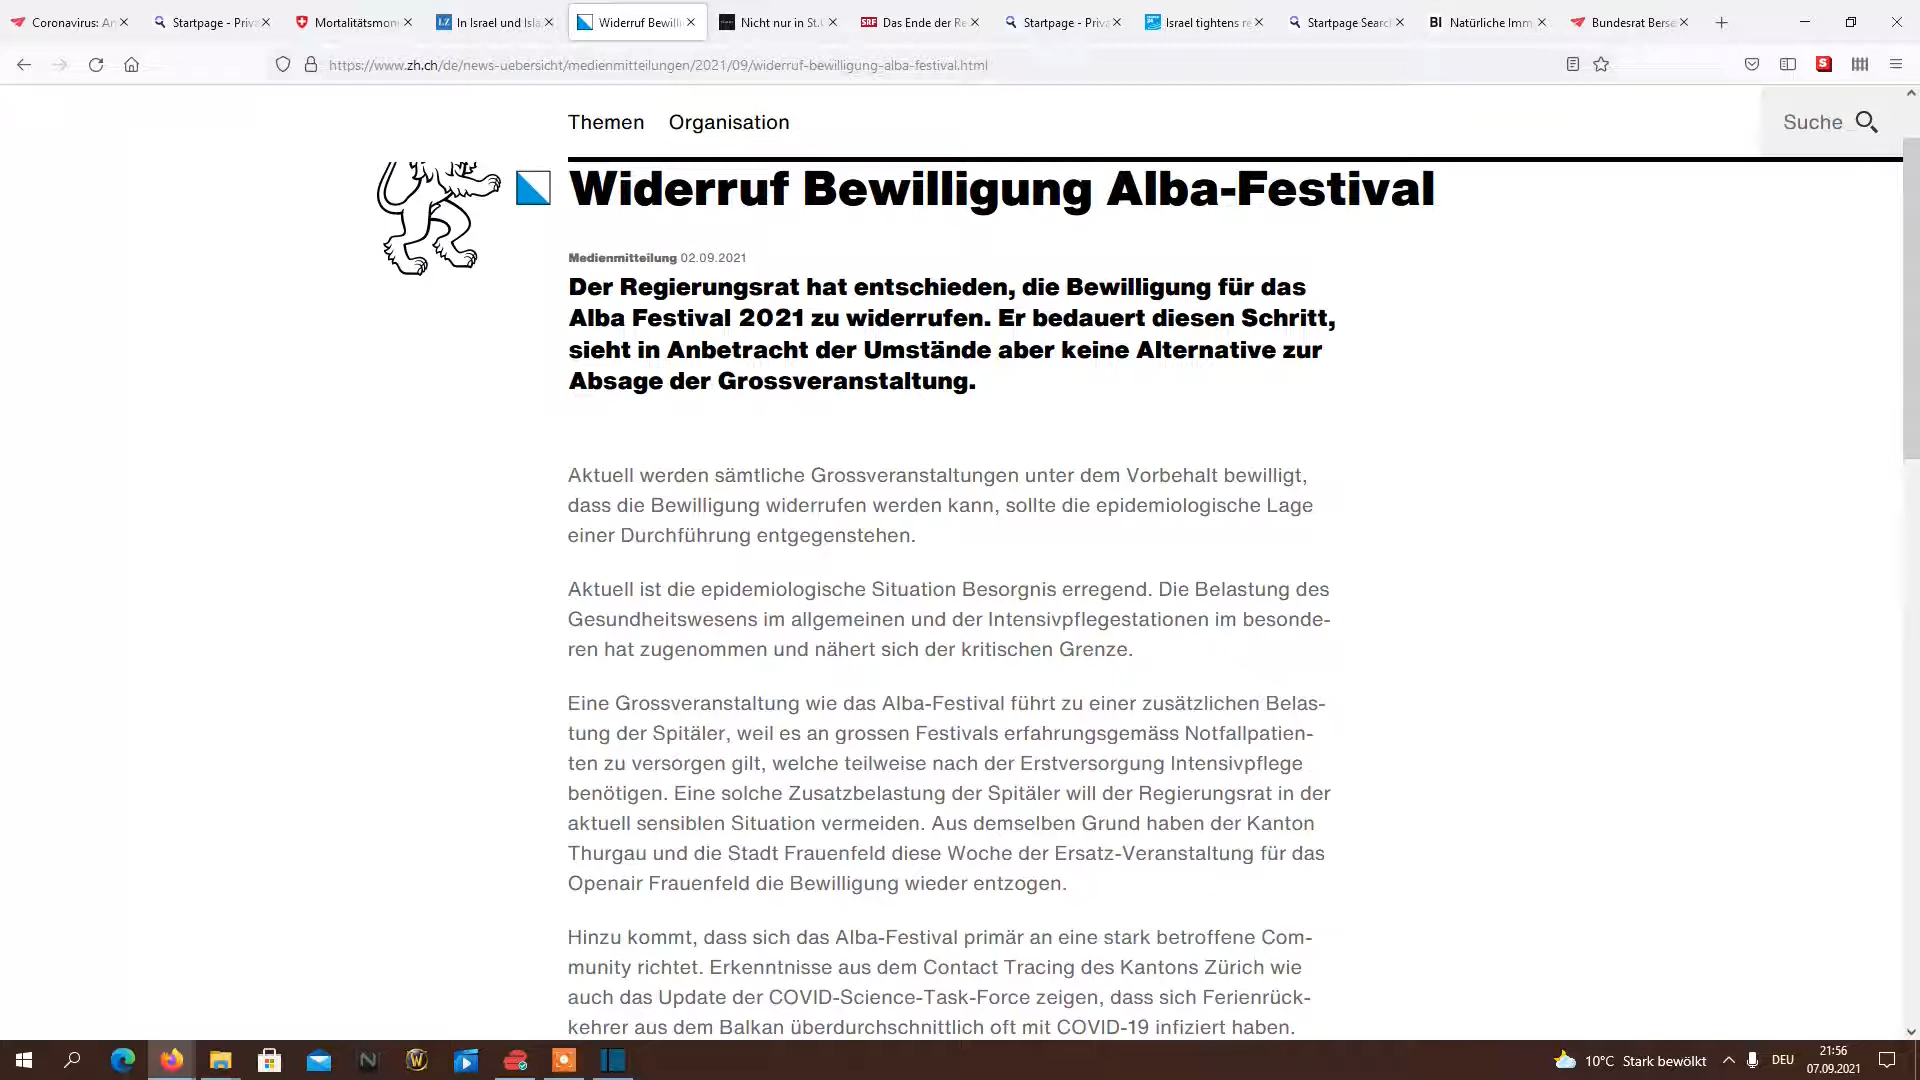 Coronavirus: An
Startpage - Priva
Mortalitätsmoni
In Israel und Isla
Widerruf Bewilli
Nicht nur in St.
Das Ende der Re
Startpage - Priva
Israel tightens re
Startpage Searc
Natürliche Imm
Bundesrat Berse
https://www.zh.ch/de/news-uebersicht/medienmitteilungen/2021/09/widerruf-bewilligung-alba-festival.html
Themen Organisation
Suche
Widerruf Bewilligung Alba-Festival
Medienmitteilung 02.09.2021
Der Regierungsrat hat entschieden, die Bewilligung für das
Alba Festival 2021 zu widerrufen. Er bedauert diesen Schritt,
sieht in Anbetracht der Umstände aber keine Alternative zur
Absage der Grossveranstaltung.
Aktuell werden sämtliche Grossveranstaltungen unter dem Vorbehalt bewilligt,
dass die Bewilligung widerrufen werden kann, sollte die epidemiologische Lage
einer Durchführung entgegenstehen.
Aktuell ist die epidemiologische Situation Besorgnis erregend. Die Belastung des
Gesundheitswesens im allgemeinen und der Intensivpflegestationen im besonde-
ren hat zugenommen und nähert sich der kritischen Grenze.
Eine Grossveranstaltung wie das Alba-Festival führt zu einer zusätzlichen Belas-
tung der Spitäler, weil es an grossen Festivals erfahrungsgemäss Notfallpatien-
ten zu versorgen gilt, welche teilweise nach der Erstversorgung Intensivpflege
benötigen. Eine solche Zusatzbelastung der Spitäler will der Regierungsrat in der
aktuell sensiblen Situation vermeiden. Aus demselben Grund haben der Kanton
Thurgau und die Stadt Frauenfeld diese Woche der Ersatz-Veranstaltung für das
Openair Frauenfeld die Bewilligung wieder entzogen.
Hinzu kommt, dass sich das Alba-Festival primär an eine stark betroffene Com-
munity richtet. Erkenntnisse aus dem Contact Tracing des Kantons Zürich wie
auch das Update der COVID-Science-Task-Force zeigen, dass sich Ferienrück-
kehrer aus dem Balkan überdurchschnittlich oft mit COVID-19 infiziert haben.
10°C Stark bewölkt
DEU
21:56
07.09.2021